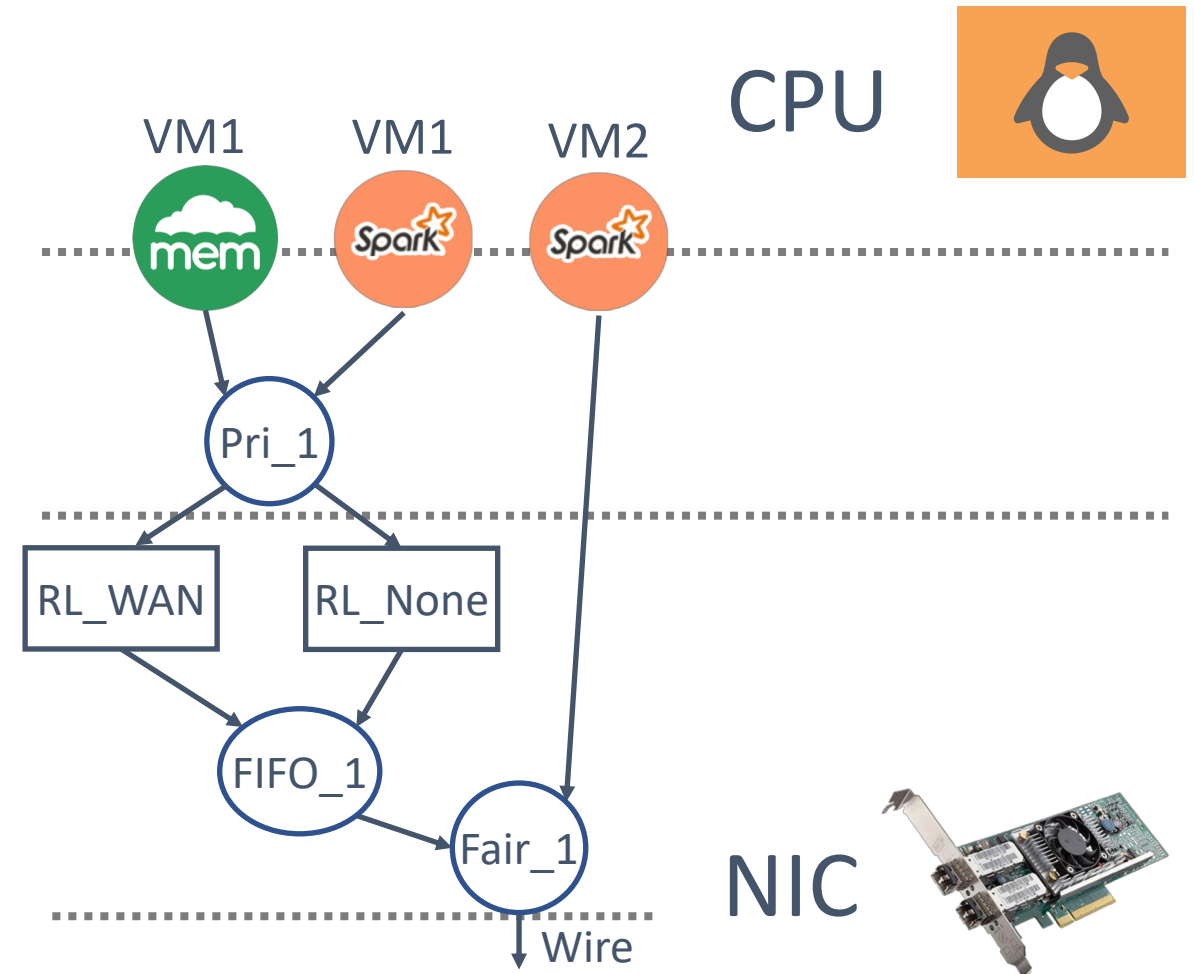 CPU
VM1
VM1
VM2
mem
Spark
Spark
Pri_1
RL_WAN
RL_None
FIFO_1
Fair_1
NIC
Wire